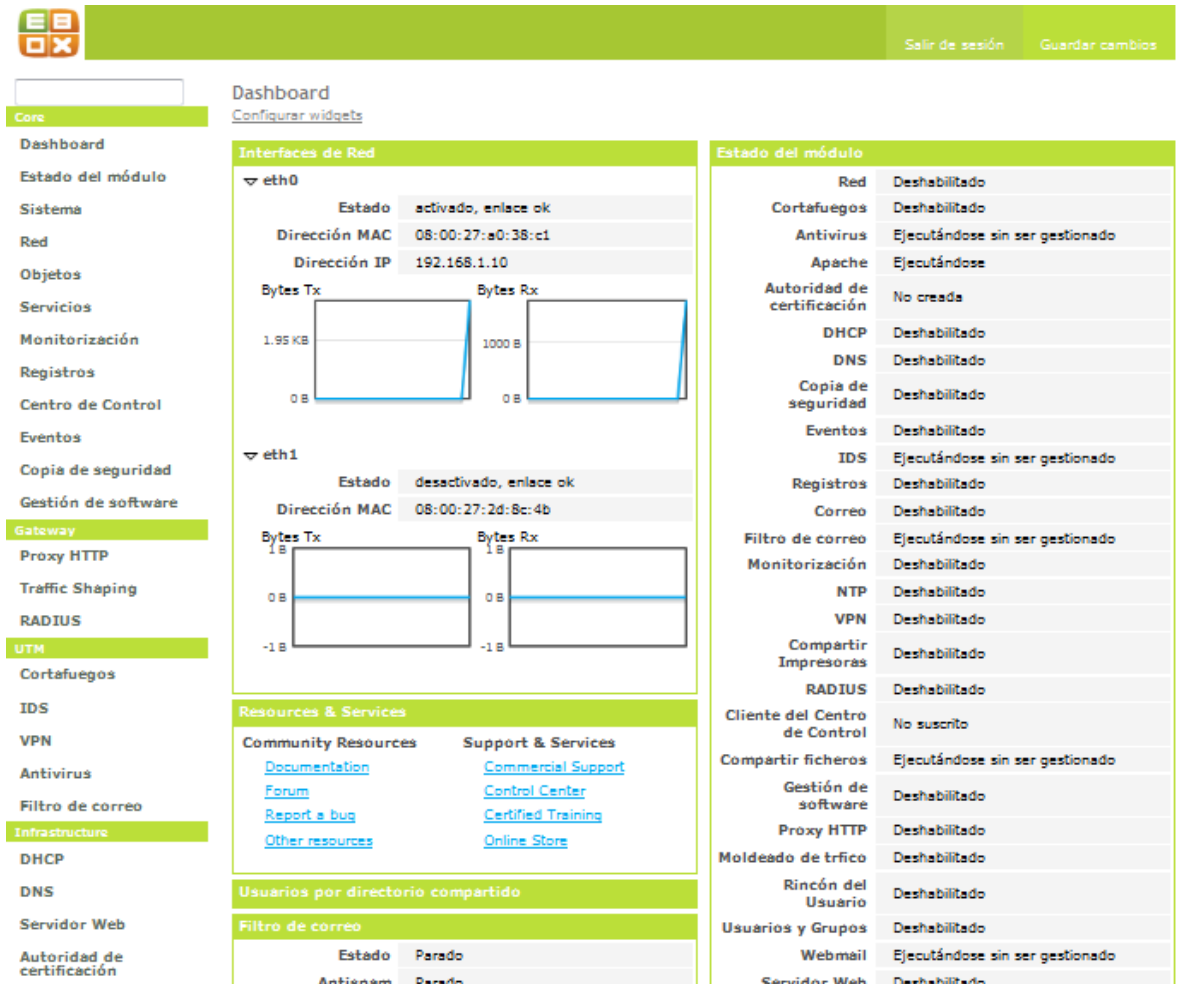 EBOX
Salir de sesión
Guardar cambios
Core
Dashboard
Estado del módulo
Sistema
Red
Objetos
Servicios
Monitorización
Registros
Centro de Control
Eventos
Copia de seguridad
Gestión de software
Gateway
Proxy HTTP
Traffic Shaping
RADIUS
UTM
Cortafuegos
IDS
VPN
Antivirus
Filtro de correo
Infrastructure
DHCP
DNS
Servidor Web
Autoridad de
certificación
Dashboard
Configurar widgets
Interfaces de Red
eth0
Estado activado, enlace ok
Dirección MAC 08:00:27:a0:38:c1
Dirección IP 192.168.1.10
Bytes Tx
1.95 KB
0 B
Bytes Rx
1000 B
0 B
eth1
Estado desactivado, enlace ok
Dirección MAC 08:00:27:2d:8c:4b
Bytes Tx
1 B
0 B
-1 B
Bytes Rx
1 B
0 B
-1 B
Resources & Services
Community Resources
Documentation
Forum
Report a bug
Other resources
Support & Services
Commercial Support
Control Center
Certified Training
Online Store
Usuarios por directorio compartido
Filtro de correo
Estado Parado
Antispam Parado
Estado del módulo
Red Deshabilitado
Cortafuegos Deshabilitado
Antivirus Ejecutándose sin ser gestionado
Apache Ejecutándose
Autoridad de
certificación No creada
DHCP Deshabilitado
DNS Deshabilitado
Copia de
seguridad Deshabilitado
Eventos Deshabilitado
IDS Ejecutándose sin ser gestionado
Registros Deshabilitado
Correo Deshabilitado
Filtro de correo Ejecutándose sin ser gestionado
Monitorización Deshabilitado
NTP Deshabilitado
VPN Deshabilitado
Compartir
Impresoras Deshabilitado
RADIUS Deshabilitado
Cliente del Centro
de Control No suscrito
Compartir ficheros Ejecutándose sin ser gestionado
Gestión de
software Deshabilitado
Proxy HTTP Deshabilitado
Moldeado de trfico Deshabilitado
Rincón del
Usuario Deshabilitado
Usuarios y Grupos Deshabilitado
Webmail Ejecutándose sin ser gestionado
Servidor Web Deshabilitado